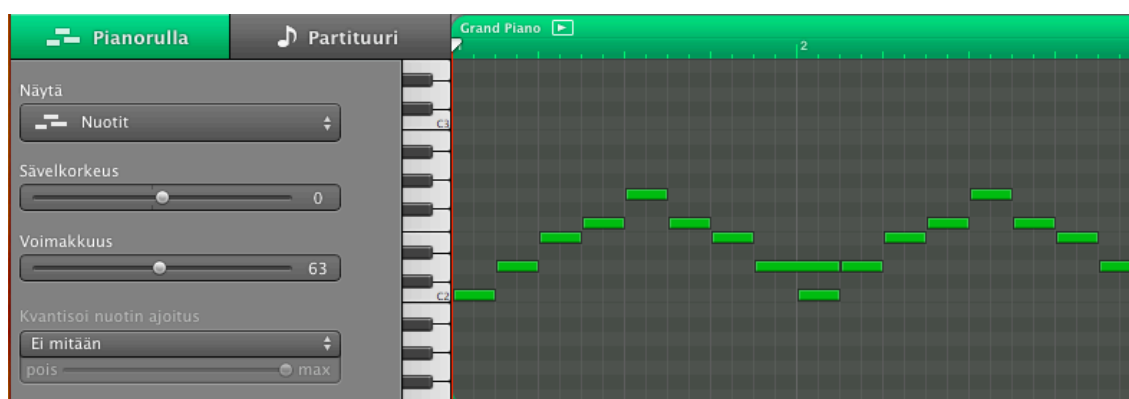 Pianorulla
Partituuri
Grand Piano
2
Näytä
Nuotit
C3
Sävelkorkeus
0
Voimakkuus
63
C2
Kvantisoi nuotin ajoitus
Ei mitään
pois
max